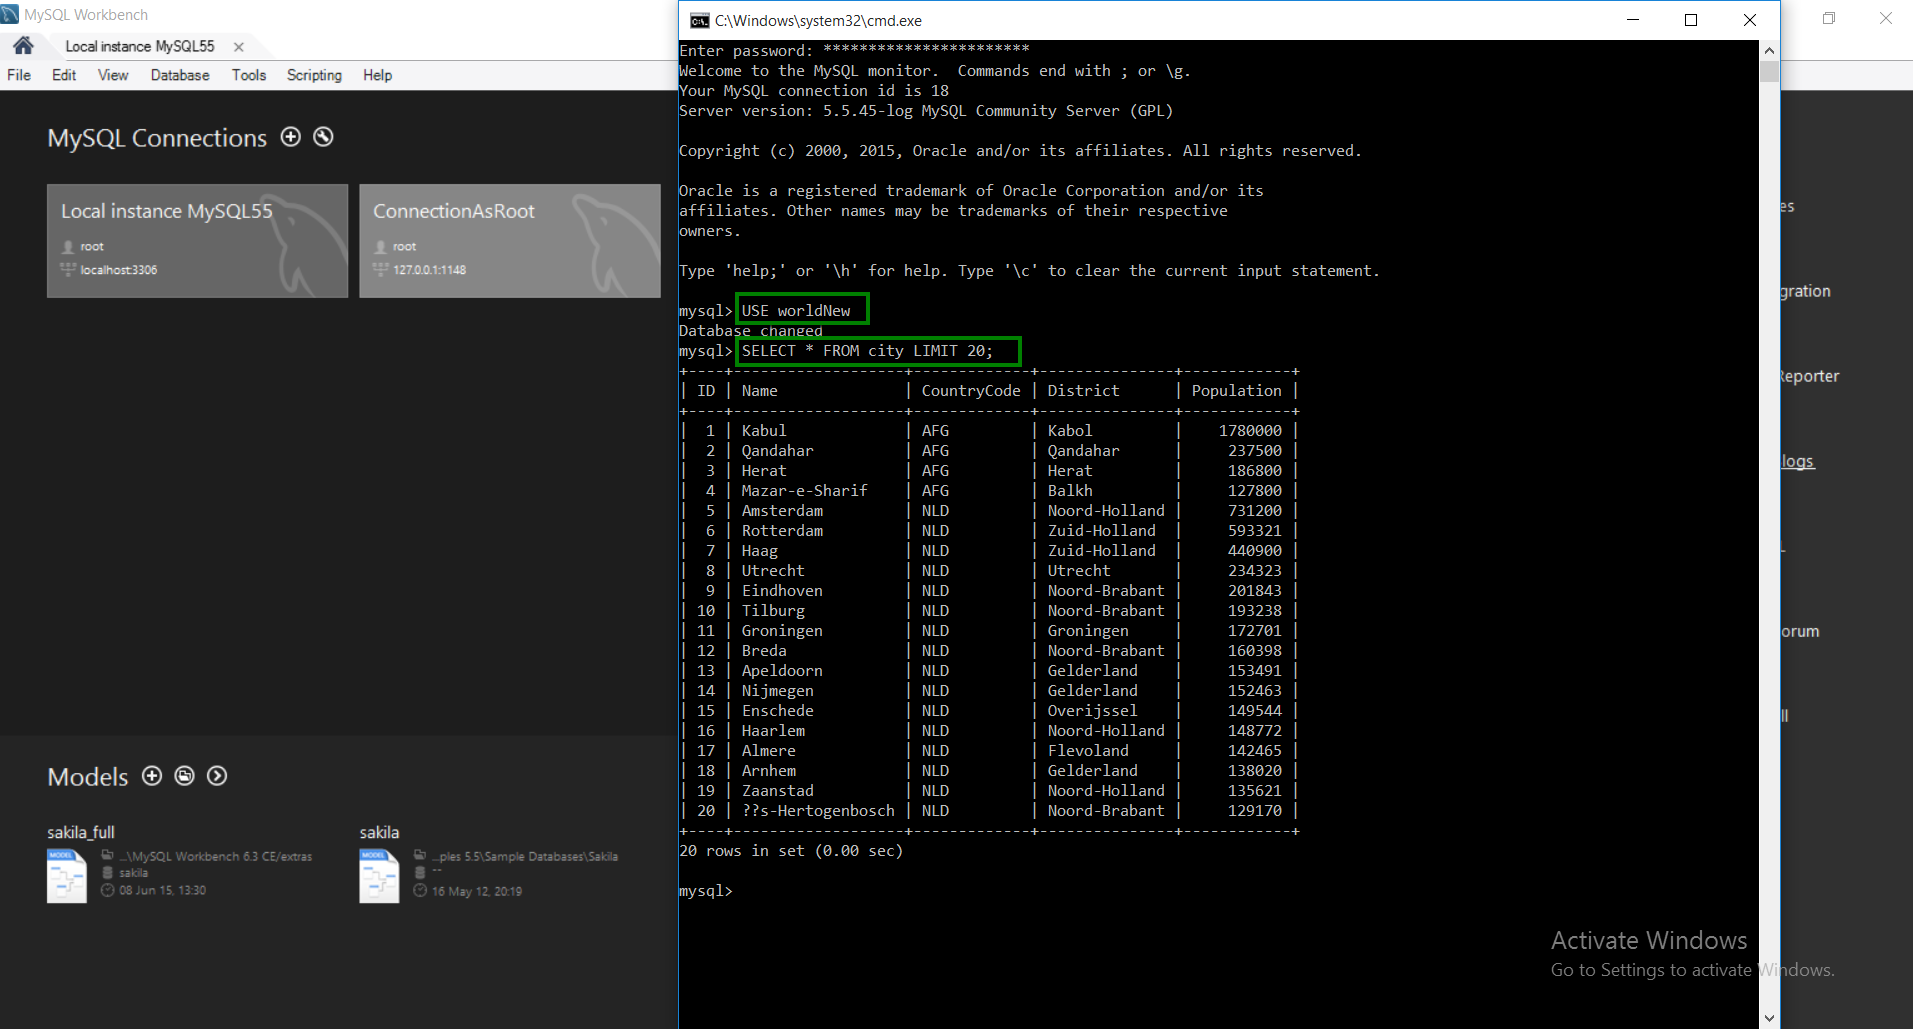 MySQL Workbench
Local instance MySQL55
File Edit View Database Tools Scripting Help
MySQL Connections
Local instance MySQL55
root
localhost:3306
ConnectionAsRoot
root
127.0.0.1:1148
Models
sakila_full
...\MySQL Workbench 6.3 CE/extras
sakila
08 Jun 15, 13:30
sakila
...ples 5.5\Sample Databases\Sakila
--
16 May 12, 20:19
C:\Windows\system32\cmd.exe
Enter password: ***********************
Welcome to the MySQL monitor.  Commands end with ; or \g.
Your MySQL connection id is 18
Server version: 5.5.45-log MySQL Community Server (GPL)
Copyright (c) 2000, 2015, Oracle and/or its affiliates. All rights reserved.
Oracle is a registered trademark of Oracle Corporation and/or its
affiliates. Other names may be trademarks of their respective
owners.
Type 'help;' or '\h' for help. Type '\c' to clear the current input statement.
mysql> USE worldNew
Database changed
mysql> SELECT * FROM city LIMIT 20;
+----+-------------------+-------------+---------------+------------+
| ID | Name              | CountryCode | District      | Population |
+----+-------------------+-------------+---------------+------------+
|  1 | Kabul             | AFG         | Kabol         |    1780000 |
|  2 | Qandahar          | AFG         | Qandahar      |     237500 |
|  3 | Herat             | AFG         | Herat         |     186800 |
|  4 | Mazar-e-Sharif    | AFG         | Balkh         |     127800 |
|  5 | Amsterdam         | NLD         | Noord-Holland |     731200 |
|  6 | Rotterdam         | NLD         | Zuid-Holland  |     593321 |
|  7 | Haag              | NLD         | Zuid-Holland  |     440900 |
|  8 | Utrecht           | NLD         | Utrecht       |     234323 |
|  9 | Eindhoven         | NLD         | Noord-Brabant |     201843 |
| 10 | Tilburg           | NLD         | Noord-Brabant |     193238 |
| 11 | Groningen         | NLD         | Groningen     |     172701 |
| 12 | Breda             | NLD         | Noord-Brabant |     160398 |
| 13 | Apeldoorn         | NLD         | Gelderland    |     153491 |
| 14 | Nijmegen          | NLD         | Gelderland    |     152463 |
| 15 | Enschede          | NLD         | Overijssel    |     149544 |
| 16 | Haarlem           | NLD         | Noord-Holland |     148772 |
| 17 | Almere            | NLD         | Flevoland     |     142465 |
| 18 | Arnhem            | NLD         | Gelderland    |     138020 |
| 19 | Zaanstad          | NLD         | Noord-Holland |     135621 |
| 20 | ??s-Hertogenbosch | NLD         | Noord-Brabant |     129170 |
+----+-------------------+-------------+---------------+------------+
20 rows in set (0.00 sec)
mysql>
es
gration
Reporter
logs
orum
ll
Activate Windows
Go to Settings to activate Windows.